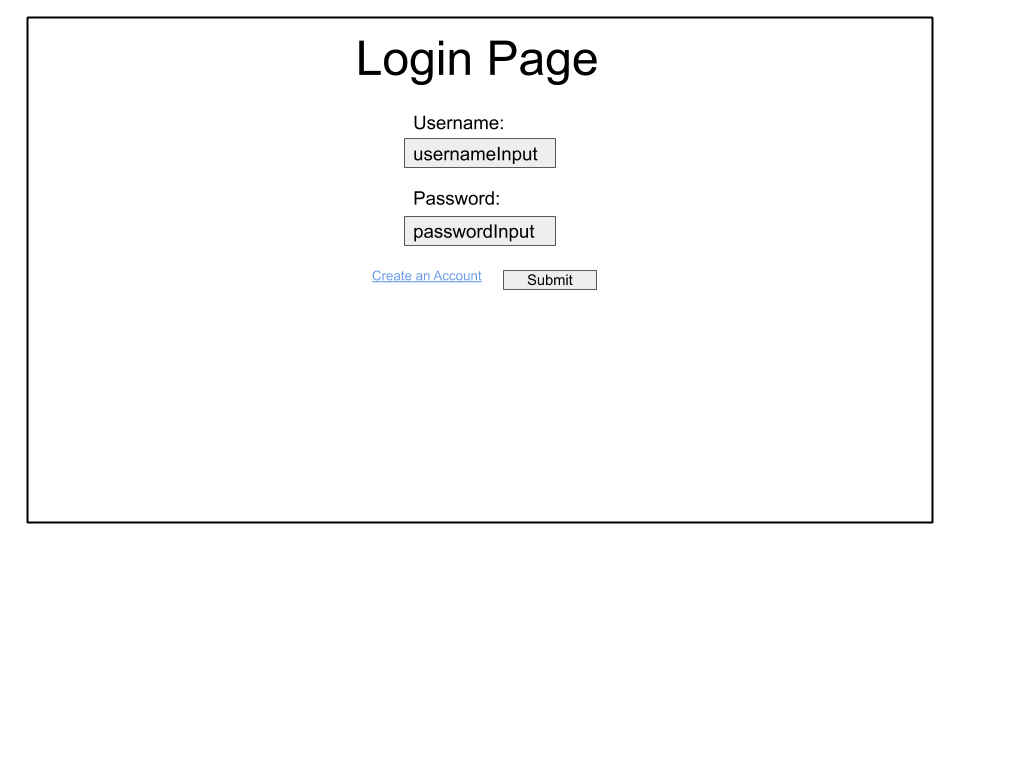 Login Page
Username:
usernameInput
Password:
passwordInput
Create an Account Submit